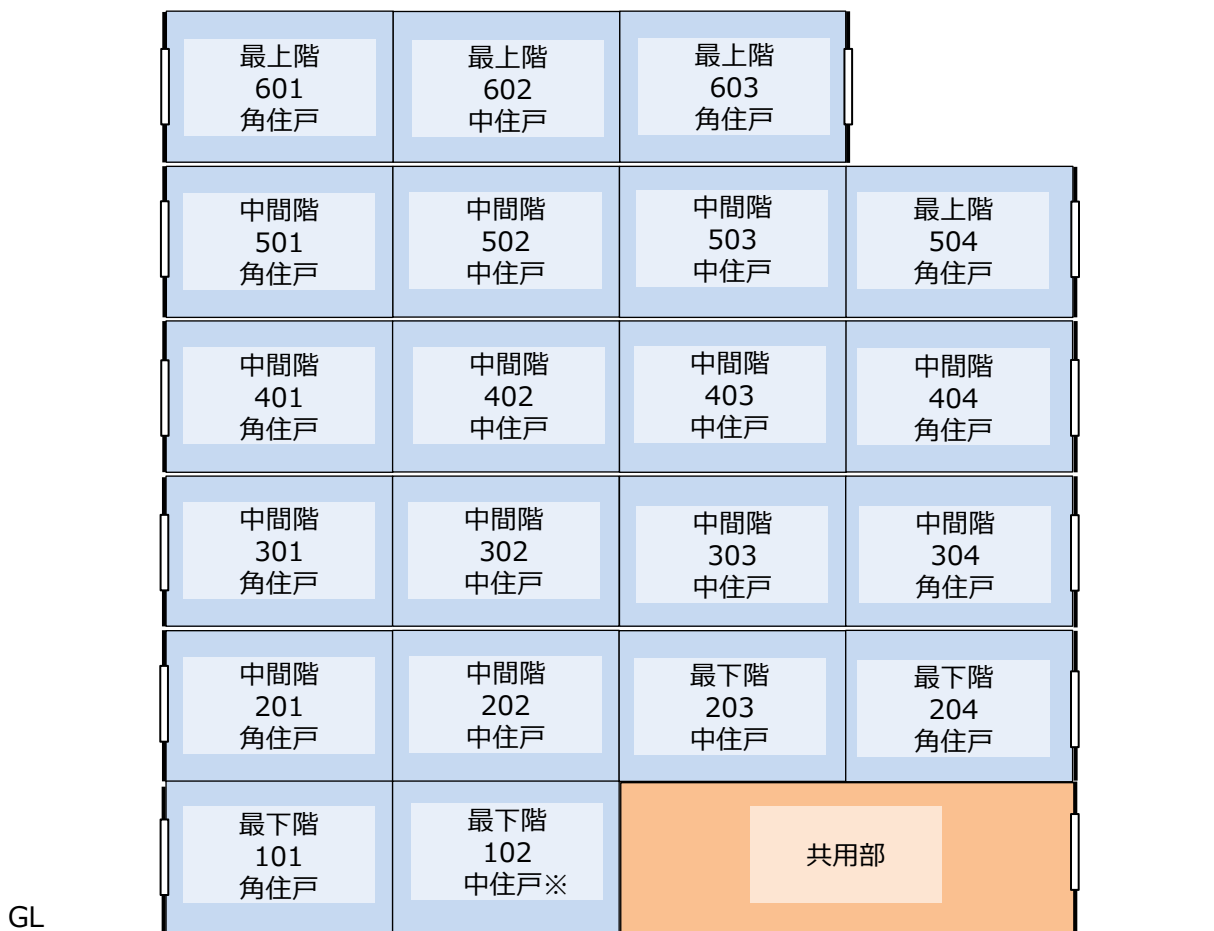 最上階
601
角住戸
最上階
602
中住戸
最上階
603
角住戸
中間階
501
角住戸
中間階
502
中住戸
中間階
503
中住戸
最上階
504
角住戸
中間階
401
角住戸
中間階
402
中住戸
中間階
403
中住戸
中間階
404
角住戸
中間階
301
角住戸
中間階
302
中住戸
中間階
303
中住戸
中間階
304
角住戸
中間階
201
角住戸
中間階
202
中住戸
最下階
203
中住戸
最下階
204
角住戸
最下階
101
角住戸
最下階
102
中住戸※
共用部
GL